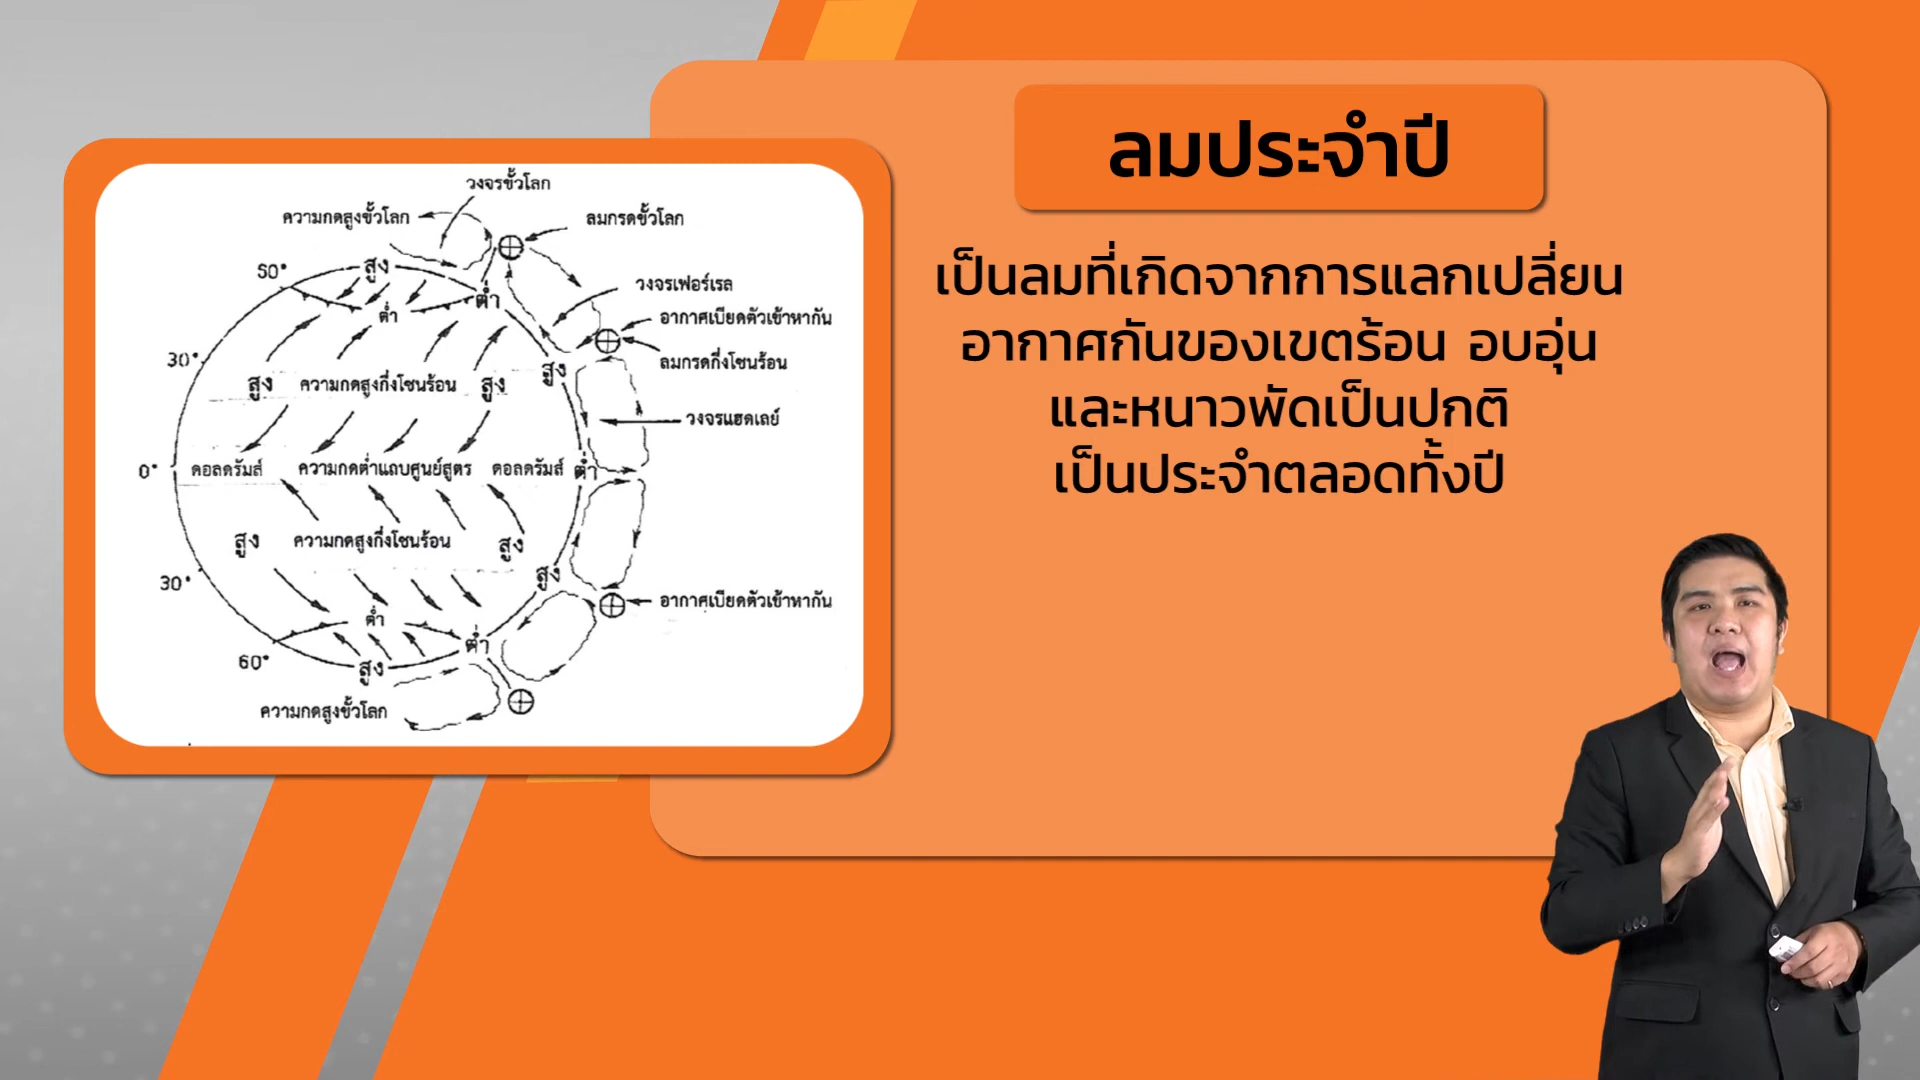 ลมประจำปี
เป็นลมที่เกิดจากการแลกเปลี่ยน
อากาศกันของเขตร้อน อบอุ่น
และหนาวพัดเป็นปกติ
เป็นประจำตลอดทั้งปี
วงจรขั้วโลก
ความกดสูงขั้วโลก
ลมกรดขั้วโลก
60°
สูง
ต่ำ
ต่ำ
วงจรเฟอร์เรล
อากาศเบียดตัวเข้าหากัน
30°
ลมกรดกึ่งโซนร้อน
สูง
สูง ความกดสูงกึ่งโซนร้อน สูง
วงจรแฮดเลย์
0° ดอลดรัมส์ ความกดต่ำแถบศูนย์สูตร ดอลดรัมส์ ต่ำ
สูง ความกดสูงกึ่งโซนร้อน สูง
สูง
30°
อากาศเบียดตัวเข้าหากัน
ต่ำ
ต่ำ
60°
สูง
ความกดสูงขั้วโลก